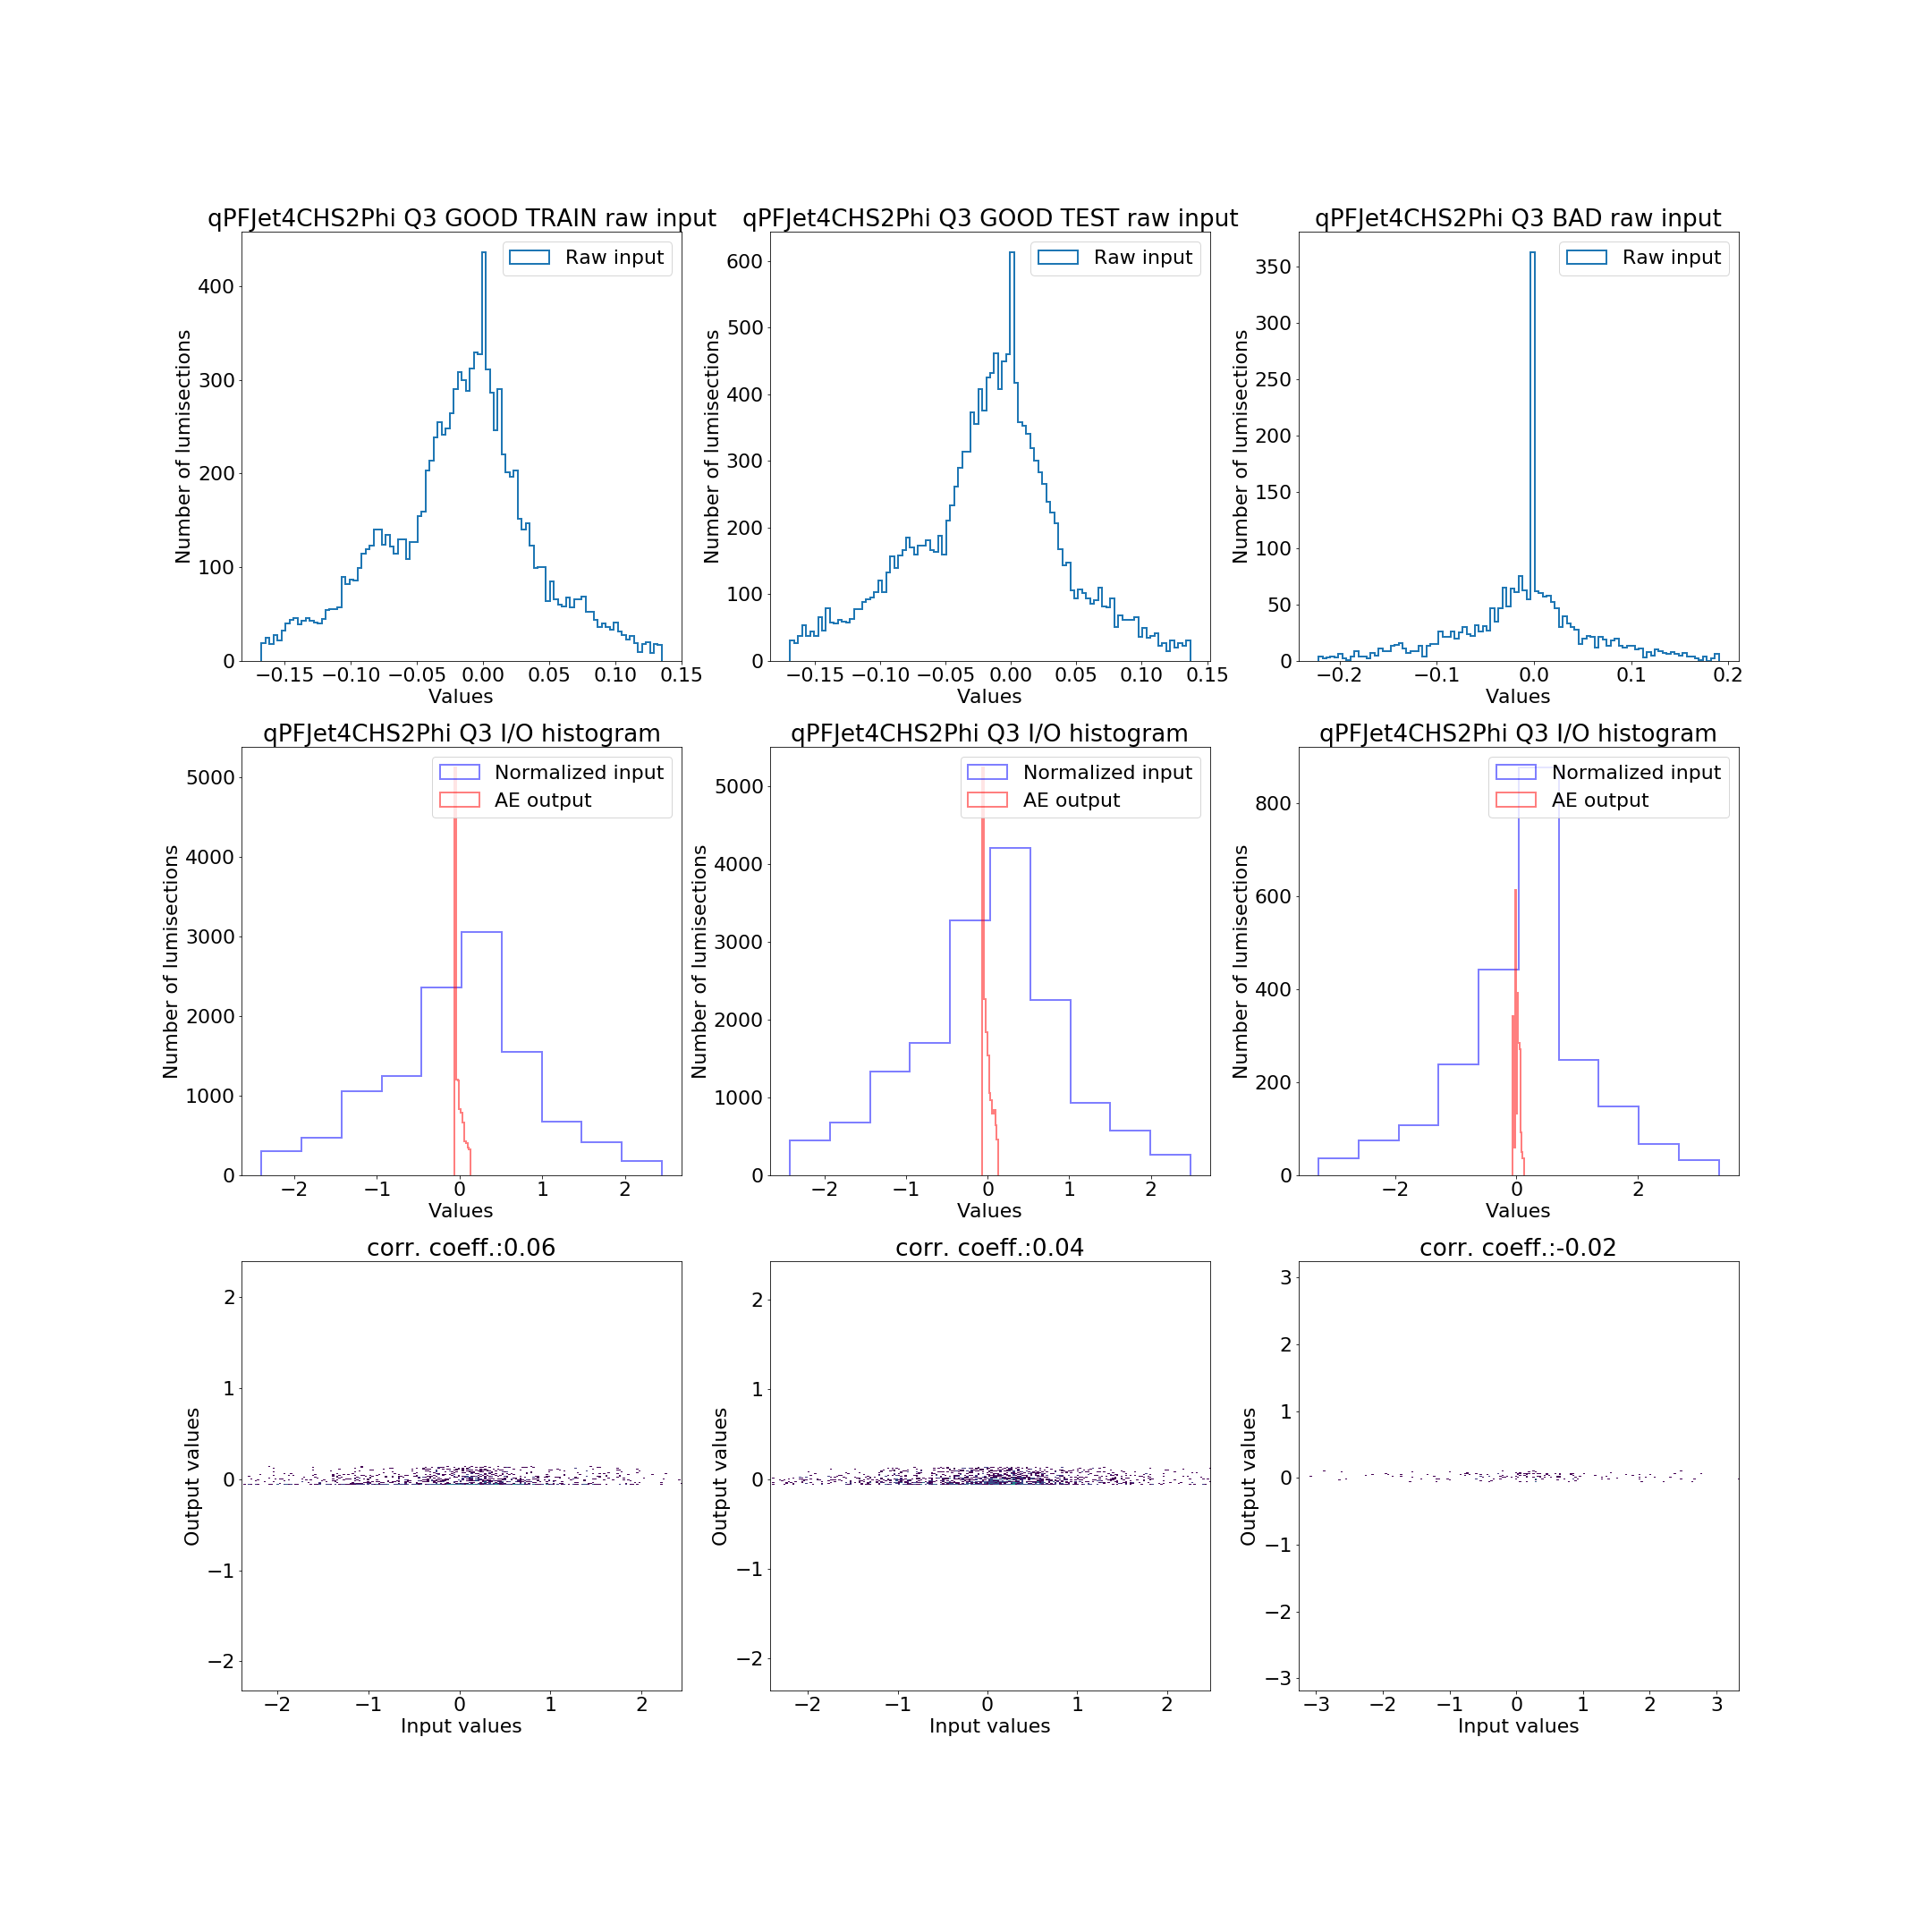 qPFJet4CHS2Phi Q3 GOOD TRAIN raw input
Raw input
Number of lumisections
400
300
200
100
0
−0.15 −0.10 −0.05 0.00 0.05 0.10 0.15
Values
qPFJet4CHS2Phi Q3 GOOD TEST raw input
Raw input
Number of lumisections
600
500
400
300
200
100
0
−0.15 −0.10 −0.05 0.00 0.05 0.10 0.15
Values
qPFJet4CHS2Phi Q3 BAD raw input
Raw input
Number of lumisections
350
300
250
200
150
100
50
0
−0.2 −0.1 0.0 0.1 0.2
Values
qPFJet4CHS2Phi Q3 I/O histogram
Normalized input
AE output
Number of lumisections
5000
4000
3000
2000
1000
0
−2 −1 0 1 2
Values
qPFJet4CHS2Phi Q3 I/O histogram
Normalized input
AE output
Number of lumisections
5000
4000
3000
2000
1000
0
−2 −1 0 1 2
Values
qPFJet4CHS2Phi Q3 I/O histogram
Normalized input
AE output
Number of lumisections
800
600
400
200
0
−2 0 2
Values
corr. coeff.:0.06
Output values
2
1
0
−1
−2
−2 −1 0 1 2
Input values
corr. coeff.:0.04
Output values
2
1
0
−1
−2
−2 −1 0 1 2
Input values
corr. coeff.:-0.02
Output values
3
2
1
0
−1
−2
−3
−3 −2 −1 0 1 2 3
Input values